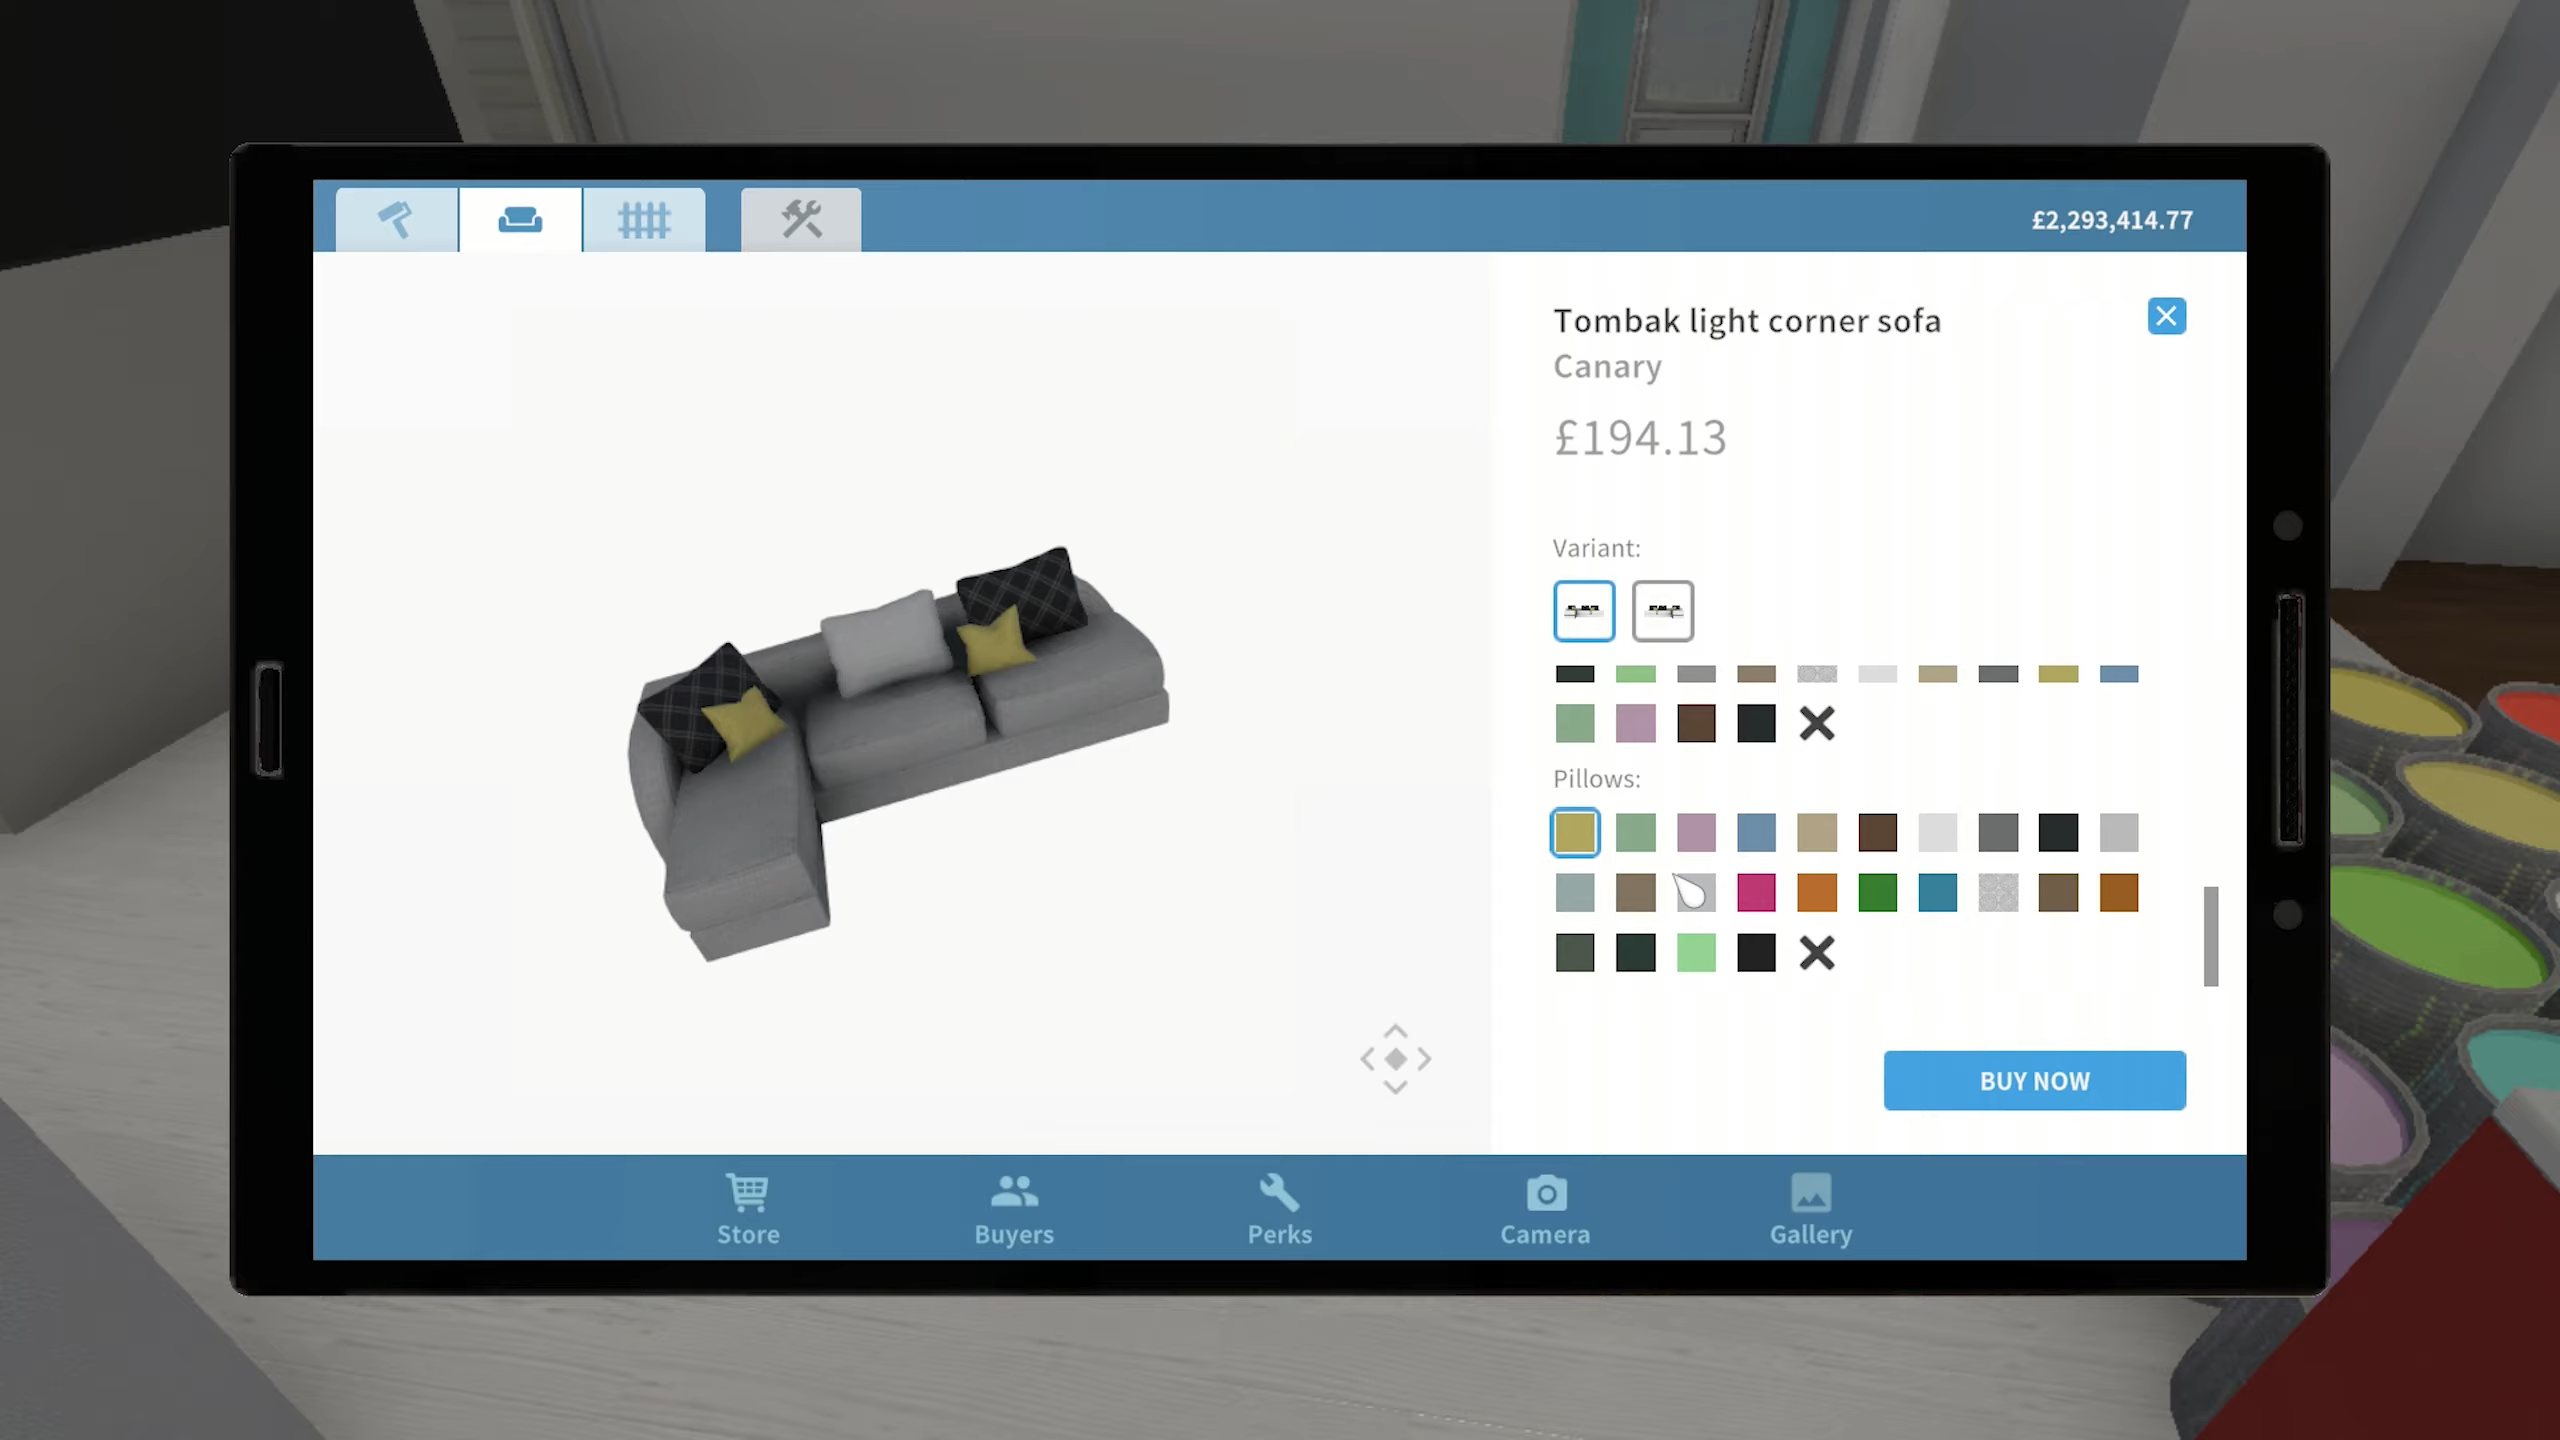 £2,293,414.77
Tombak light corner sofa
Canary
£194.13
Variant:
Pillows:
BUY NOW
Store
Buyers
Perks
Camera
Gallery